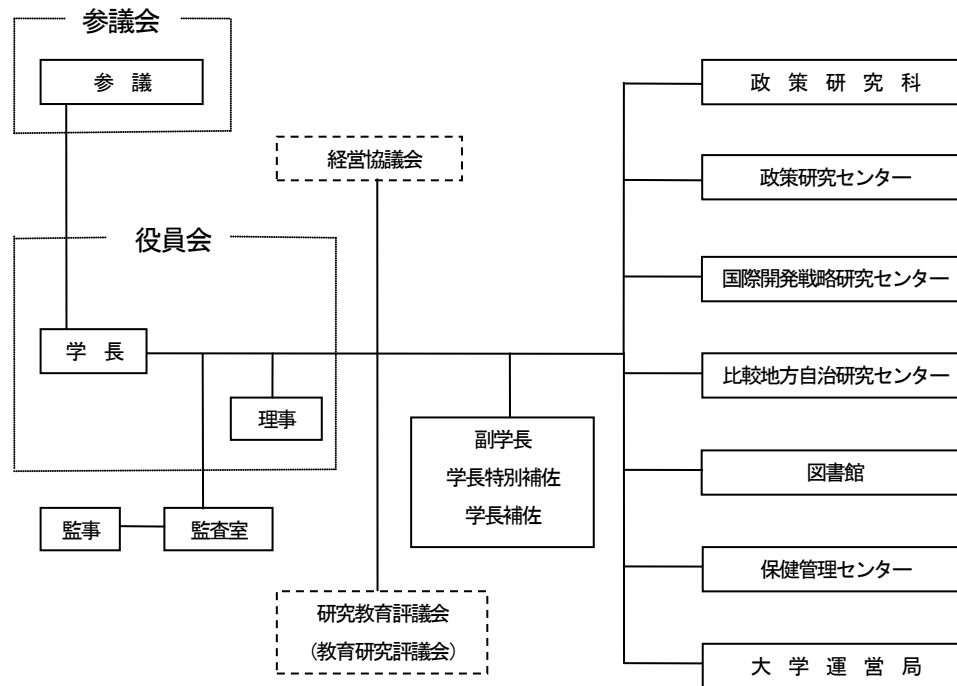 参議会
参　議
経営協議会
役員会
学　長
理事
監事
監査室
副学長
学長特別補佐
学長補佐
研究教育評議会
（教育研究評議会）
政　策　研　究　科
政策研究センター
国際開発戦略研究センター
比較地方自治研究センター
図書館
保健管理センター
大　学　運　営　局